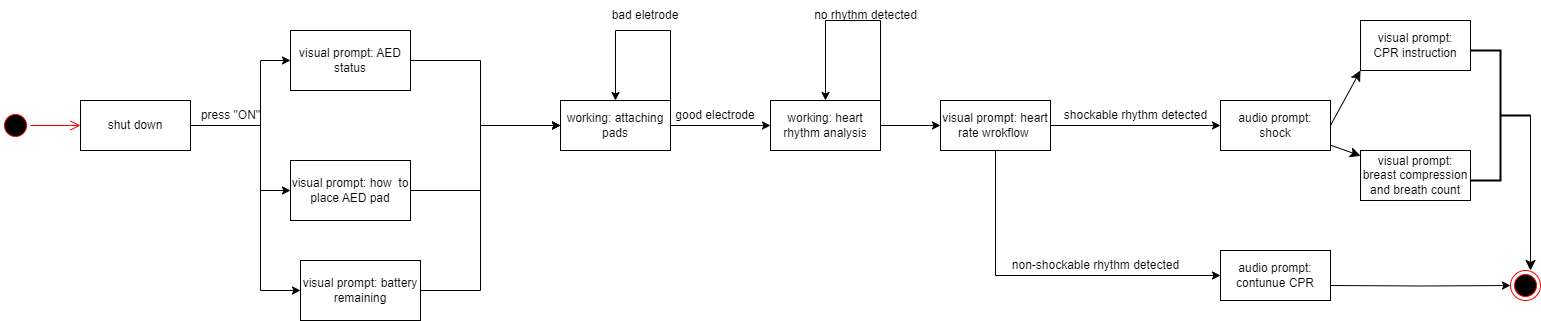 bad eletrode
no rhythm detected
visual prompt: AED
status
visual prompt:
CPR instruction
shut down
press "ON"
working: attaching
pads
good electrode
working: heart
rhythm analysis
visual prompt: heart
rate wrokflow
shockable rhythm detected
audio prompt:
shock
visual prompt: how  to
place AED pad
visual prompt:
breast compression
and breath count
visual prompt: battery
remaining
non-shockable rhythm detected
audio prompt:
contunue CPR